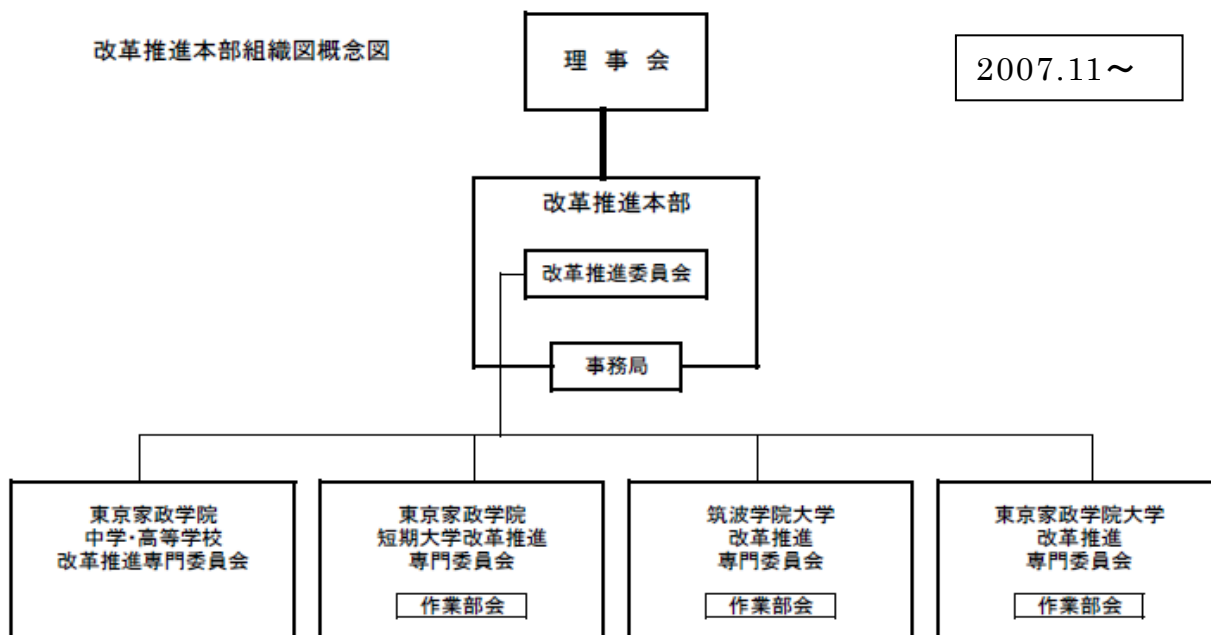 改革推進本部組織図概念図
理 事 会
2007.11～
改革推進本部
改革推進委員会
事務局
東京家政学院
中学・高等学校
改革推進専門委員会
東京家政学院
短期大学改革推進
専門委員会
作業部会
筑波学院大学
改革推進
専門委員会
作業部会
東京家政学院大学
改革推進
専門委員会
作業部会